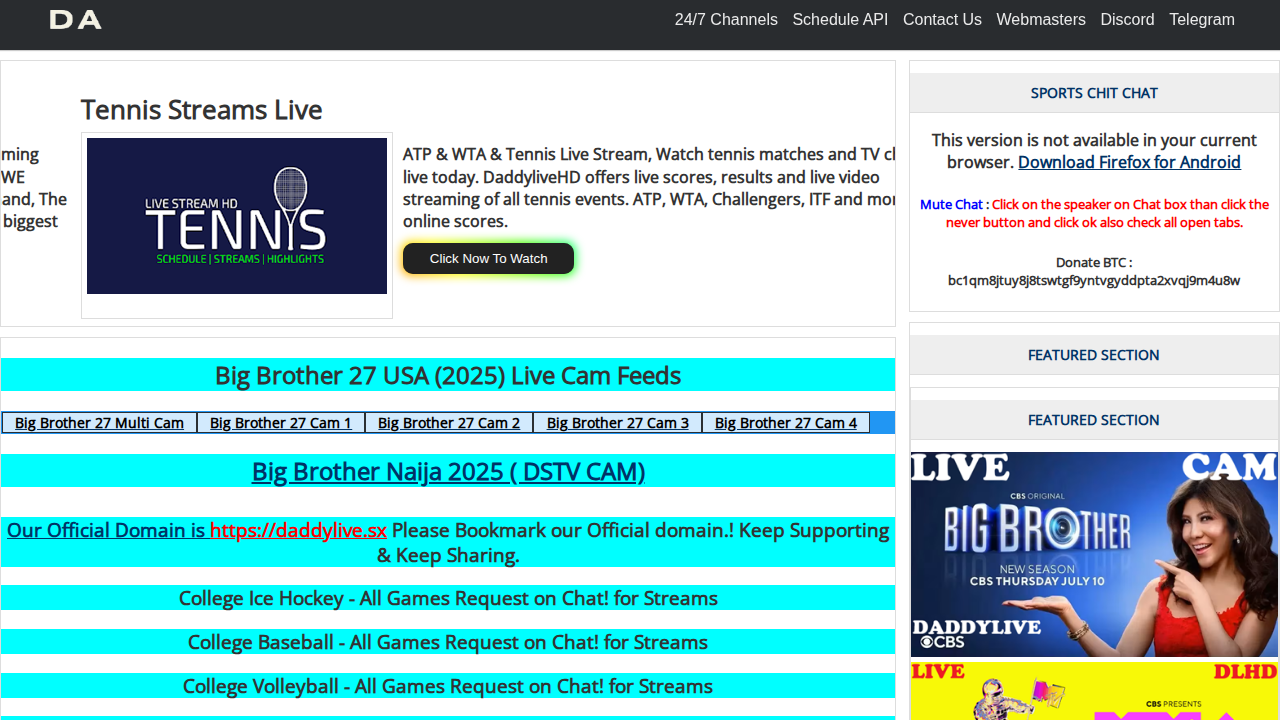 DA
24/7 Channels Schedule API Contact Us Webmasters Discord Telegram
ming
WE
and, The
biggest
Tennis Streams Live
LIVE STREAM HD
TENNIS
SCHEDULE | STREAMS | HIGHLIGHTS
ATP & WTA & Tennis Live Stream, Watch tennis matches and TV
live today. DaddyliveHD offers live scores, results and live video
streaming of all tennis events. ATP, WTA, Challengers, ITF and
online scores.
Click Now To Watch
Big Brother 27 USA (2025) Live Cam Feeds
Big Brother 27 Multi Cam Big Brother 27 Cam 1 Big Brother 27 Cam 2 Big Brother 27 Cam 3 Big Brother 27 Cam 4
Big Brother Naija 2025 ( DSTV CAM)
Our Official Domain is https://daddylive.sx Please Bookmark our Official domain.! Keep Supporting
& Keep Sharing.
College Ice Hockey - All Games Request on Chat! for Streams
College Baseball - All Games Request on Chat! for Streams
College Volleyball - All Games Request on Chat! for Streams
SPORTS CHIT CHAT
This version is not available in your current
browser. Download Firefox for Android
Mute Chat : Click on the speaker on Chat box than click the
never button and click ok also check all open tabs.
Donate BTC :
bc1qm8jtuy8j8tswtgf9yntvgyddpta2xvqj9m4u8w
FEATURED SECTION
FEATURED SECTION
LIVE CAM
CBS ORIGINAL
BIG BROTHER
NEW SEASON
CBS THURSDAY JULY 10
DADDYLIVE
CBS
LIVE DLHD
CBS PRESENTS